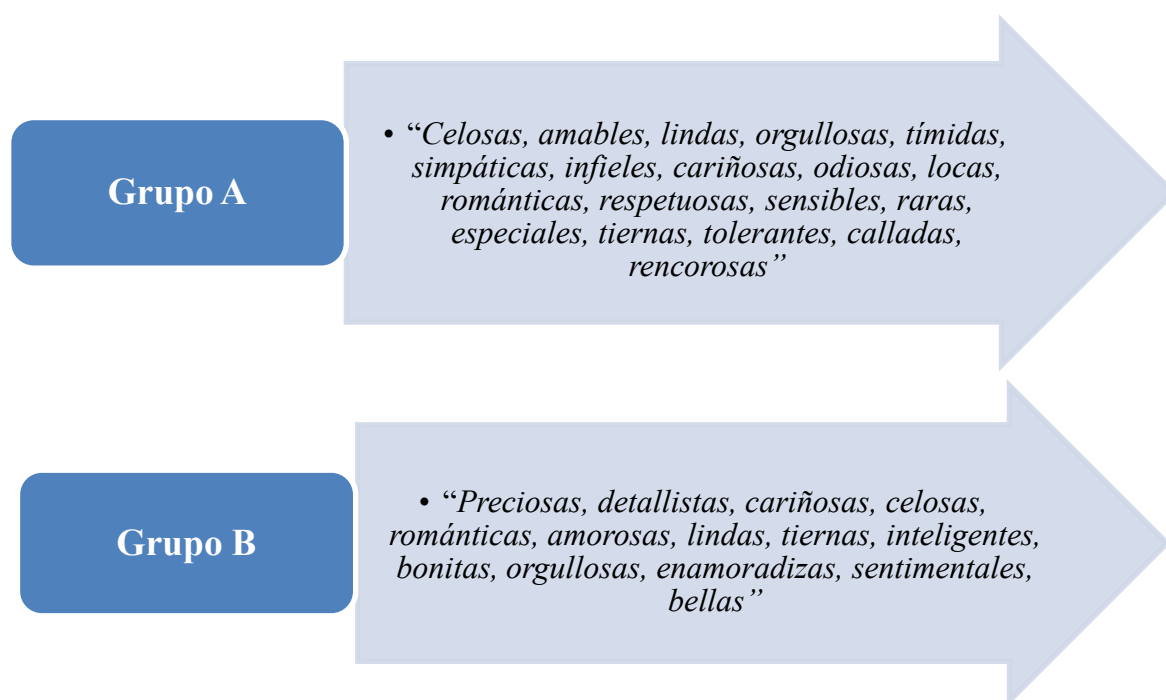 Grupo A
• “Celosas, amables, lindas, orgullosas, tímidas,
simpáticas, infieles, cariñosas, odiosas, locas,
románticas, respetuosas, sensibles, raras,
especiales, tiernas, tolerantes, calladas,
rencorosas”
Grupo B
• “Preciosas, detallistas, cariñosas, celosas,
románticas, amorosas, lindas, tiernas, inteligentes,
bonitas, orgullosas, enamoradizas, sentimentales,
bellas”